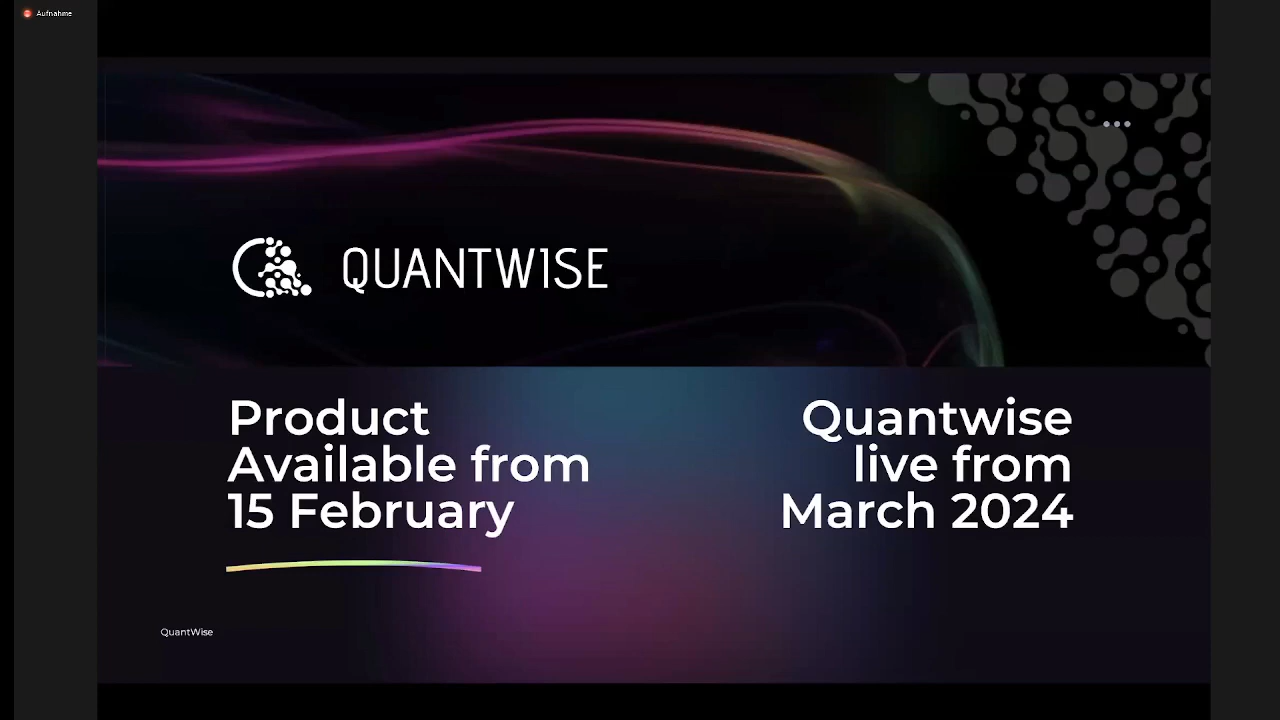 Aufnahme
QUANTWISE
Product
Available from
15 February
Quantwise
live from
March 2024
QuantWise